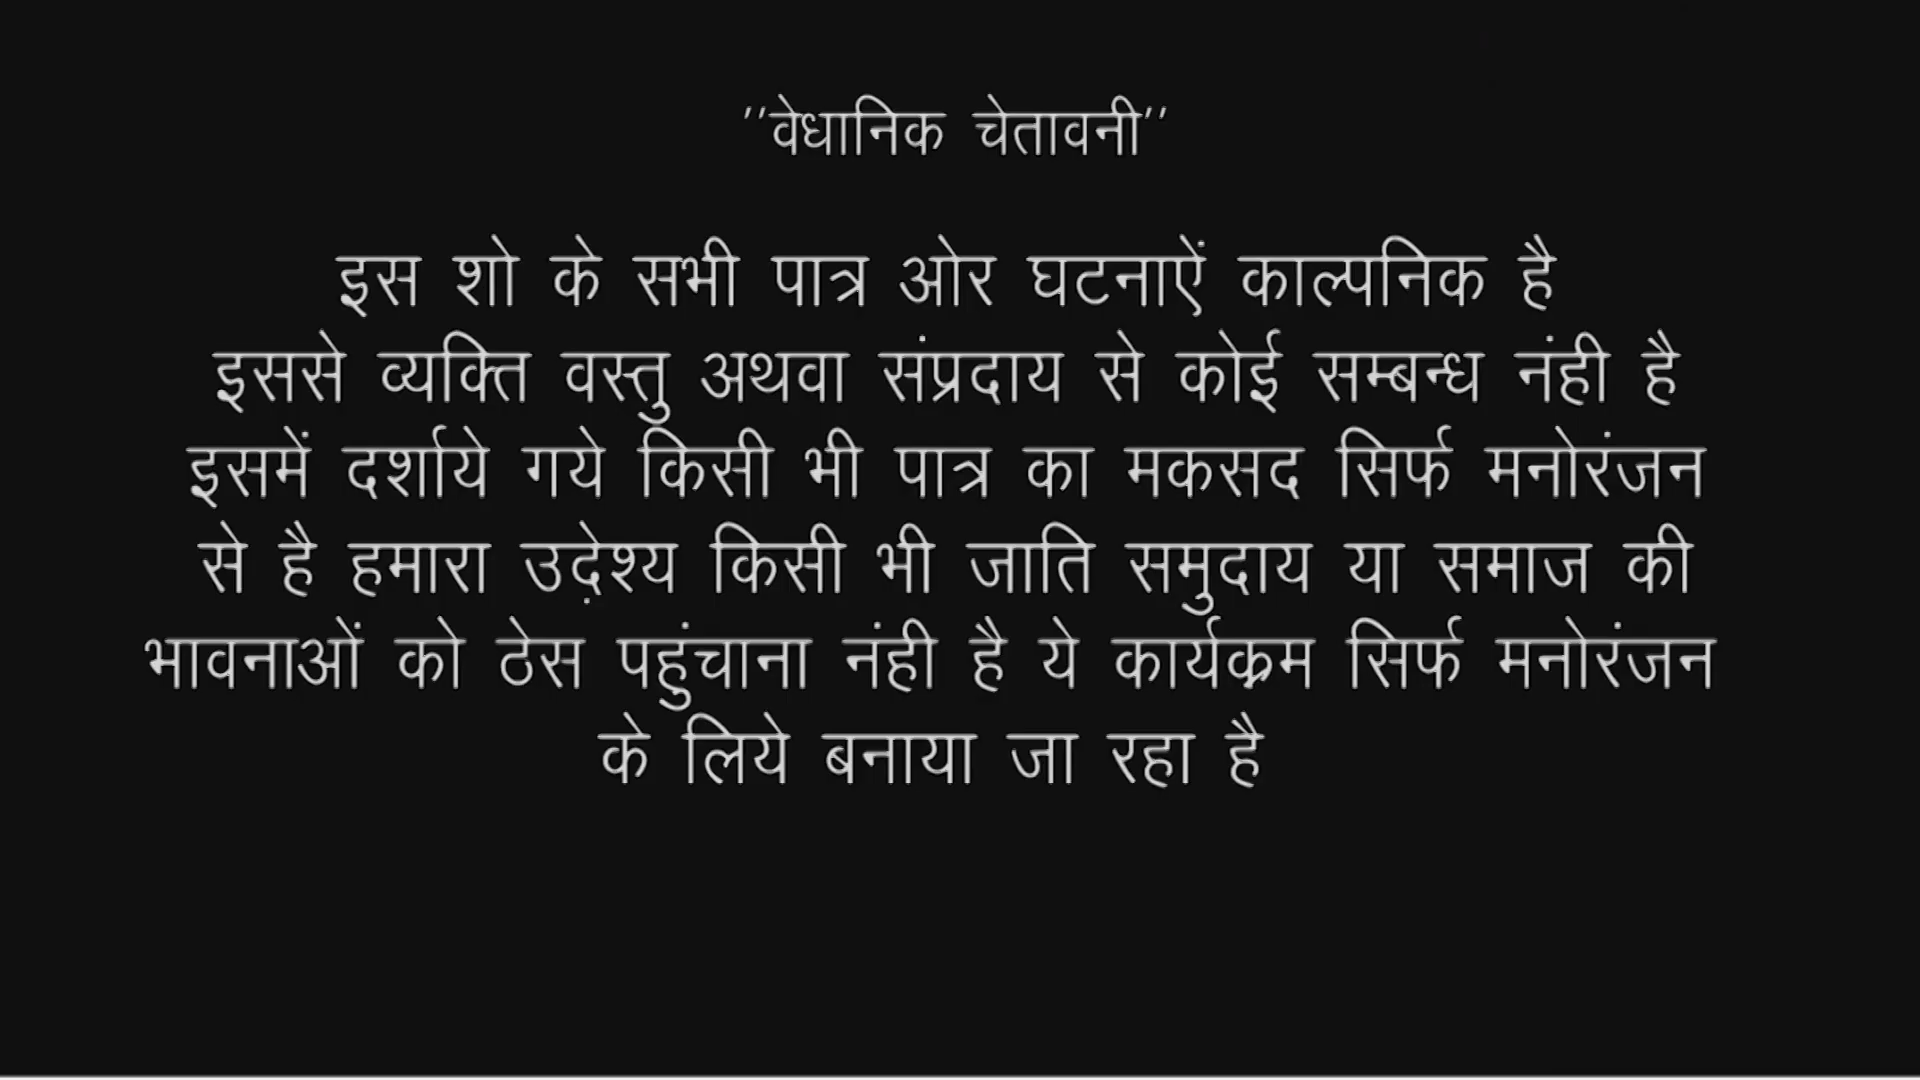 ''वेधानिक चेतावनी''
इस शो के सभी पात्र ओर घटनाऐं काल्पनिक है
इससे व्यक्ति वस्तु अथवा संप्रदाय से कोई सम्बन्ध नंही है
इसमें दर्शाये गये किसी भी पात्र का मकसद सिर्फ मनोरंजन
से है हमारा उद़ेश्य किसी भी जाति समुदाय या समाज की
भावनाओं को ठेस पहुंचाना नंही है ये कार्यक्रम सिर्फ मनोरंजन
के लिये बनाया जा रहा है